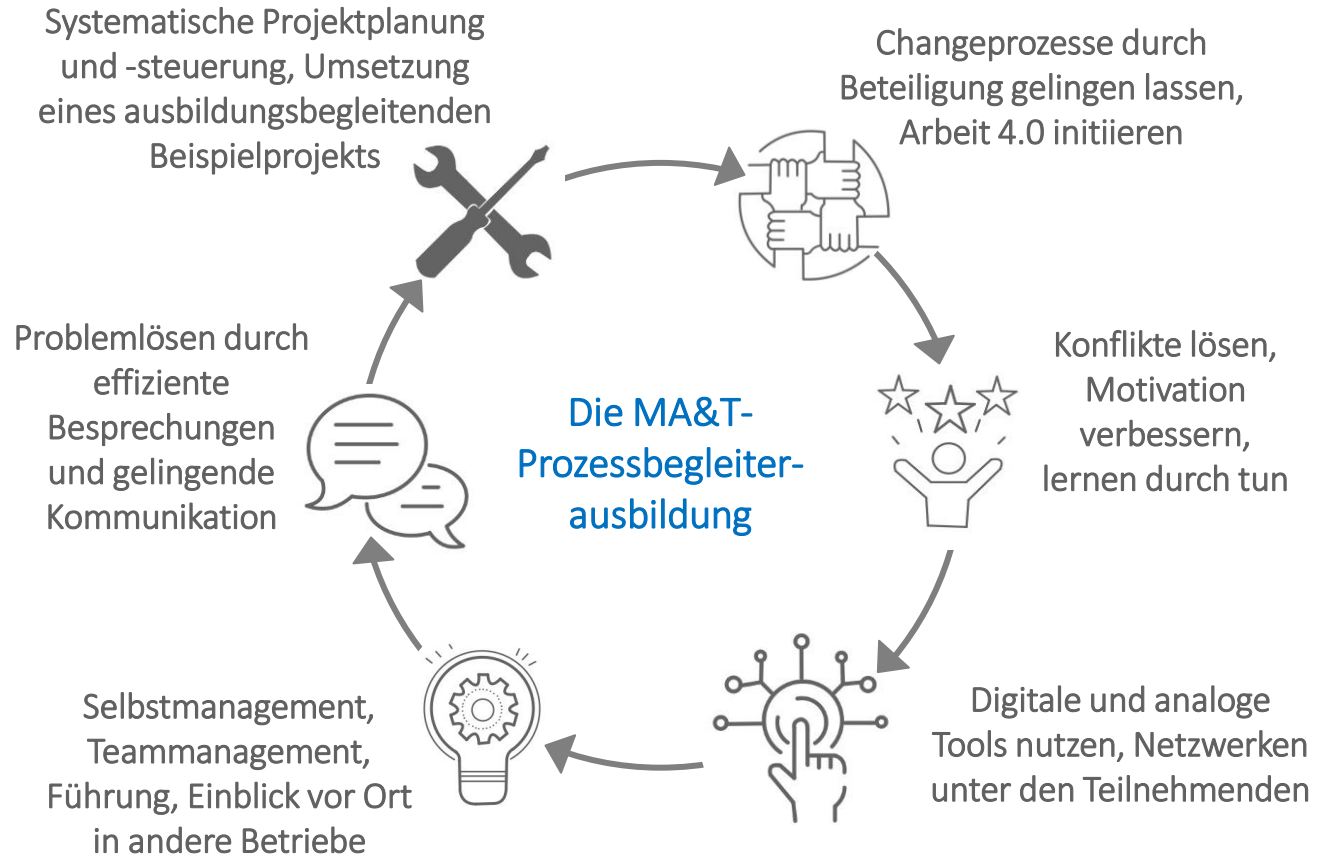 Systematische Projektplanung
und -steuerung, Umsetzung
eines ausbildungsbegleitenden
Beispielprojekts
Changeprozesse durch
Beteiligung gelingen lassen,
Arbeit 4.0 initiieren
Konflikte lösen,
Motivation
verbessern,
lernen durch tun
Digitale und analoge
Tools nutzen, Netzwerken
unter den Teilnehmenden
Selbstmanagement,
Teammanagement,
Führung, Einblick vor Ort
in andere Betriebe
Problemlösen durch
effiziente
Besprechungen
und gelingende
Kommunikation
Die MA&T-
Prozessbegleiter-
ausbildung